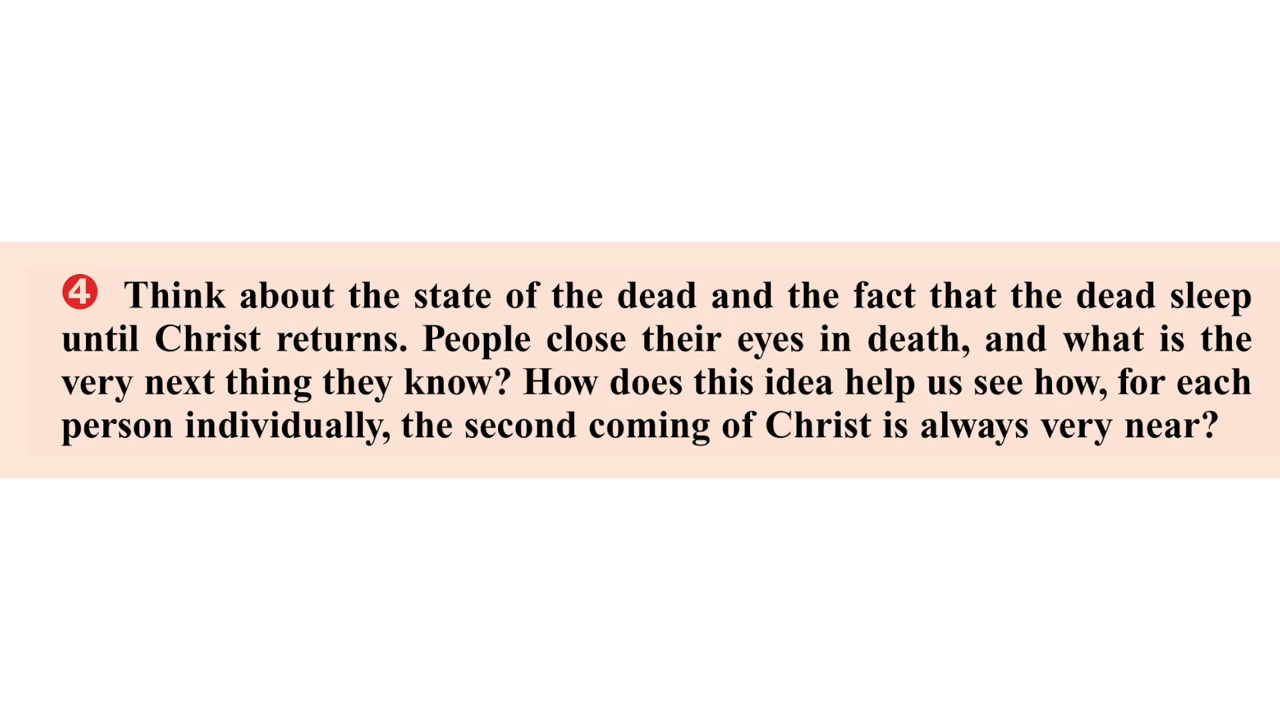 ❹ Think about the state of the dead and the fact that the dead sleep
until Christ returns. People close their eyes in death, and what is the
very next thing they know? How does this idea help us see how, for each
person individually, the second coming of Christ is always very near?